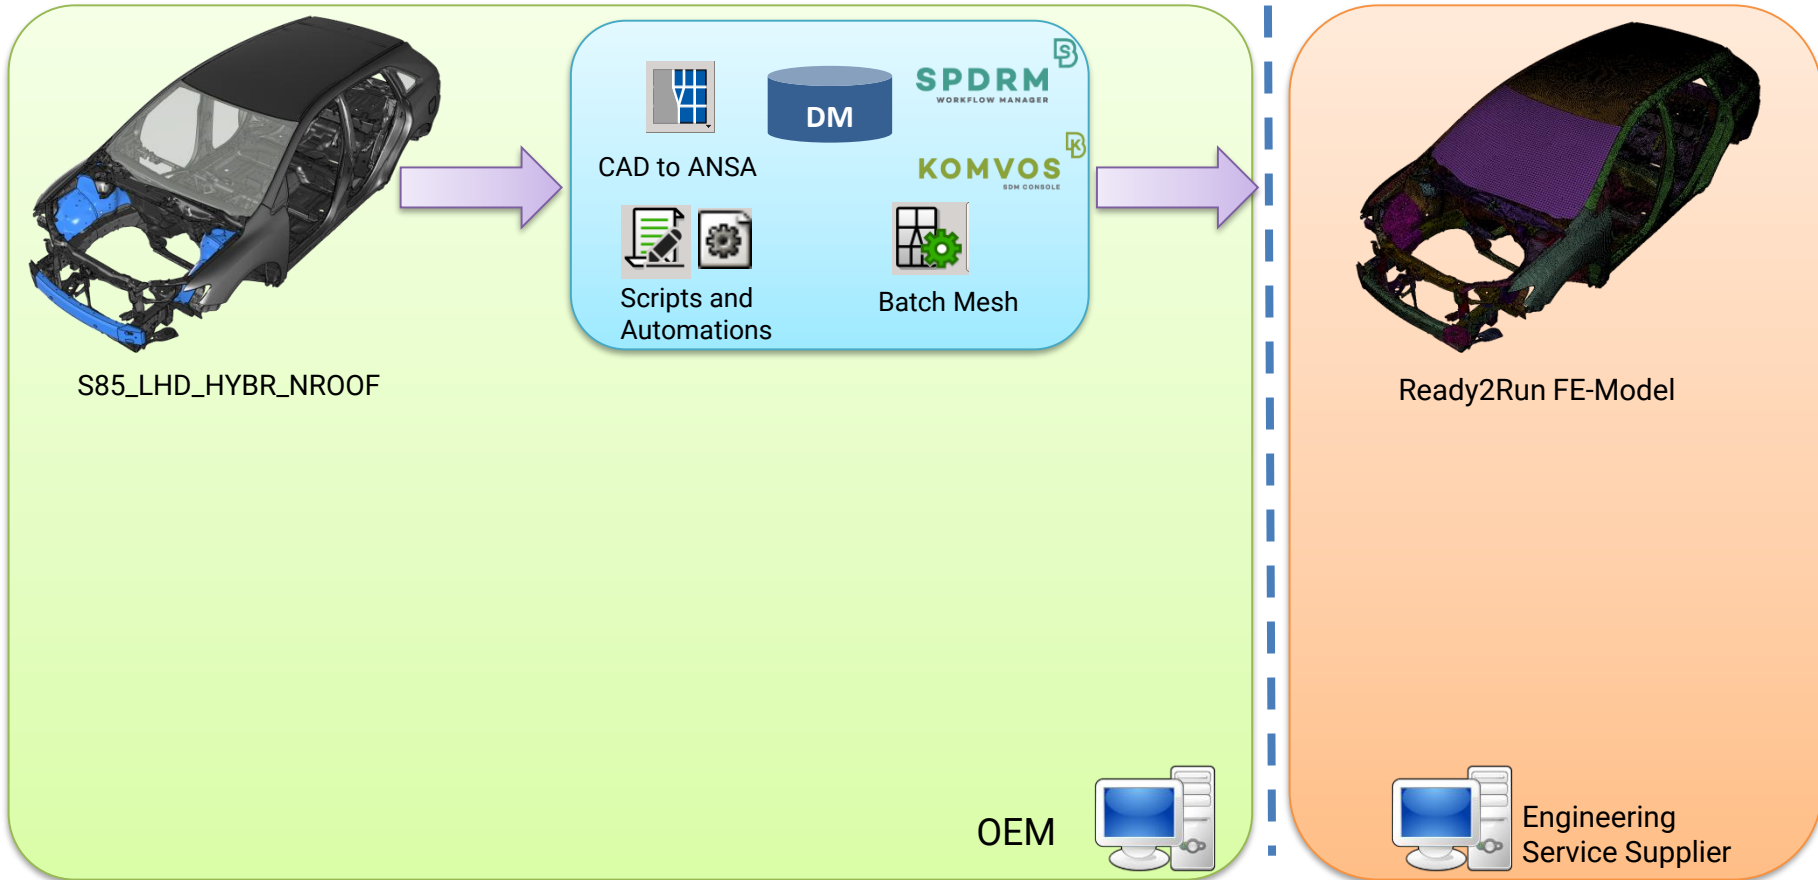 SPDRM
WORKFLOW MANAGER
DM
CAD to ANSA
KOMVOS
SDM CONSOLE
Scripts and
Automations
Batch Mesh
S85_LHD_HYBR_NROOF
Ready2Run FE-Model
OEM
Engineering
Service Supplier